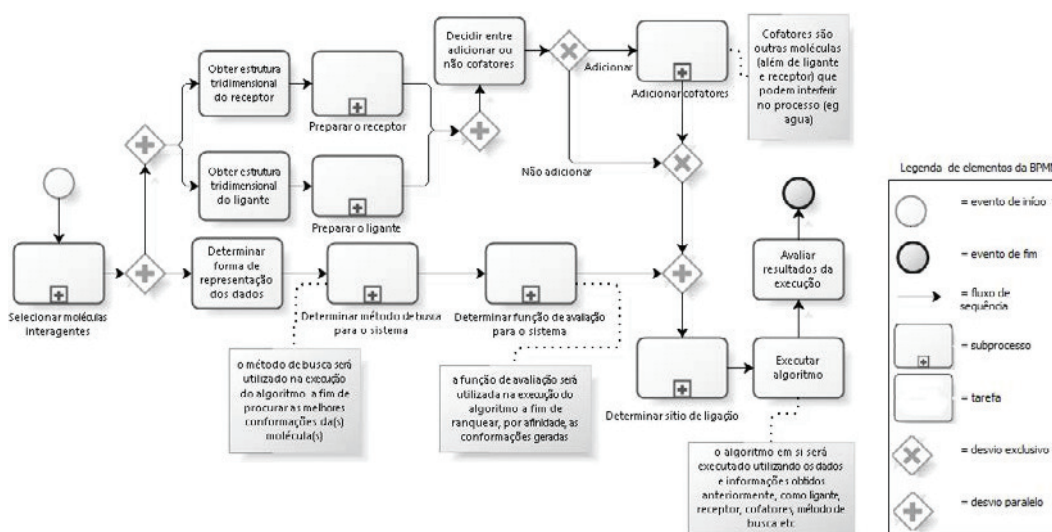 Obter estrutura
tridimensional
do receptor
Preparar o receptor
Decidir entre
adicionar ou
não cofatores
Adicionar
Adicionar cofatores
Cofatores são
outras moléculas
(além de ligante
e receptor) que
podem interferir
no processo (eg
agua)
Não adicionar
Obter estrutura
tridimensional
do ligante
Preparar o ligante
Selecionar moléculas
interagentes
Determinar
forma de
representação
dos dados
Determinar método de busca
para o sistema
Determinar função de avaliação
para o sistema
Avaliar
resultados da
execução
Determinar sítio de ligação
Executar
algoritmo
o método de busca será
utilizado na execução
do algoritmo a fim de
procurar as melhores
conformações da(s)
molécula(s)
a função de avaliação será
utilizada na execução do
algoritmo a fim de
ranquear, por afinidade, as
conformações geradas
o algoritmo em si será
executado utilizando os dados
e informações obtidos
anteriormente, como ligante,
receptor, cofatores, método de
busca etc
Legenda de elementos da BPMN
= evento de início
= evento de fim
= fluxo de
sequência
= subprocesso
= tarefa
= desvio exclusivo
= desvio paralelo